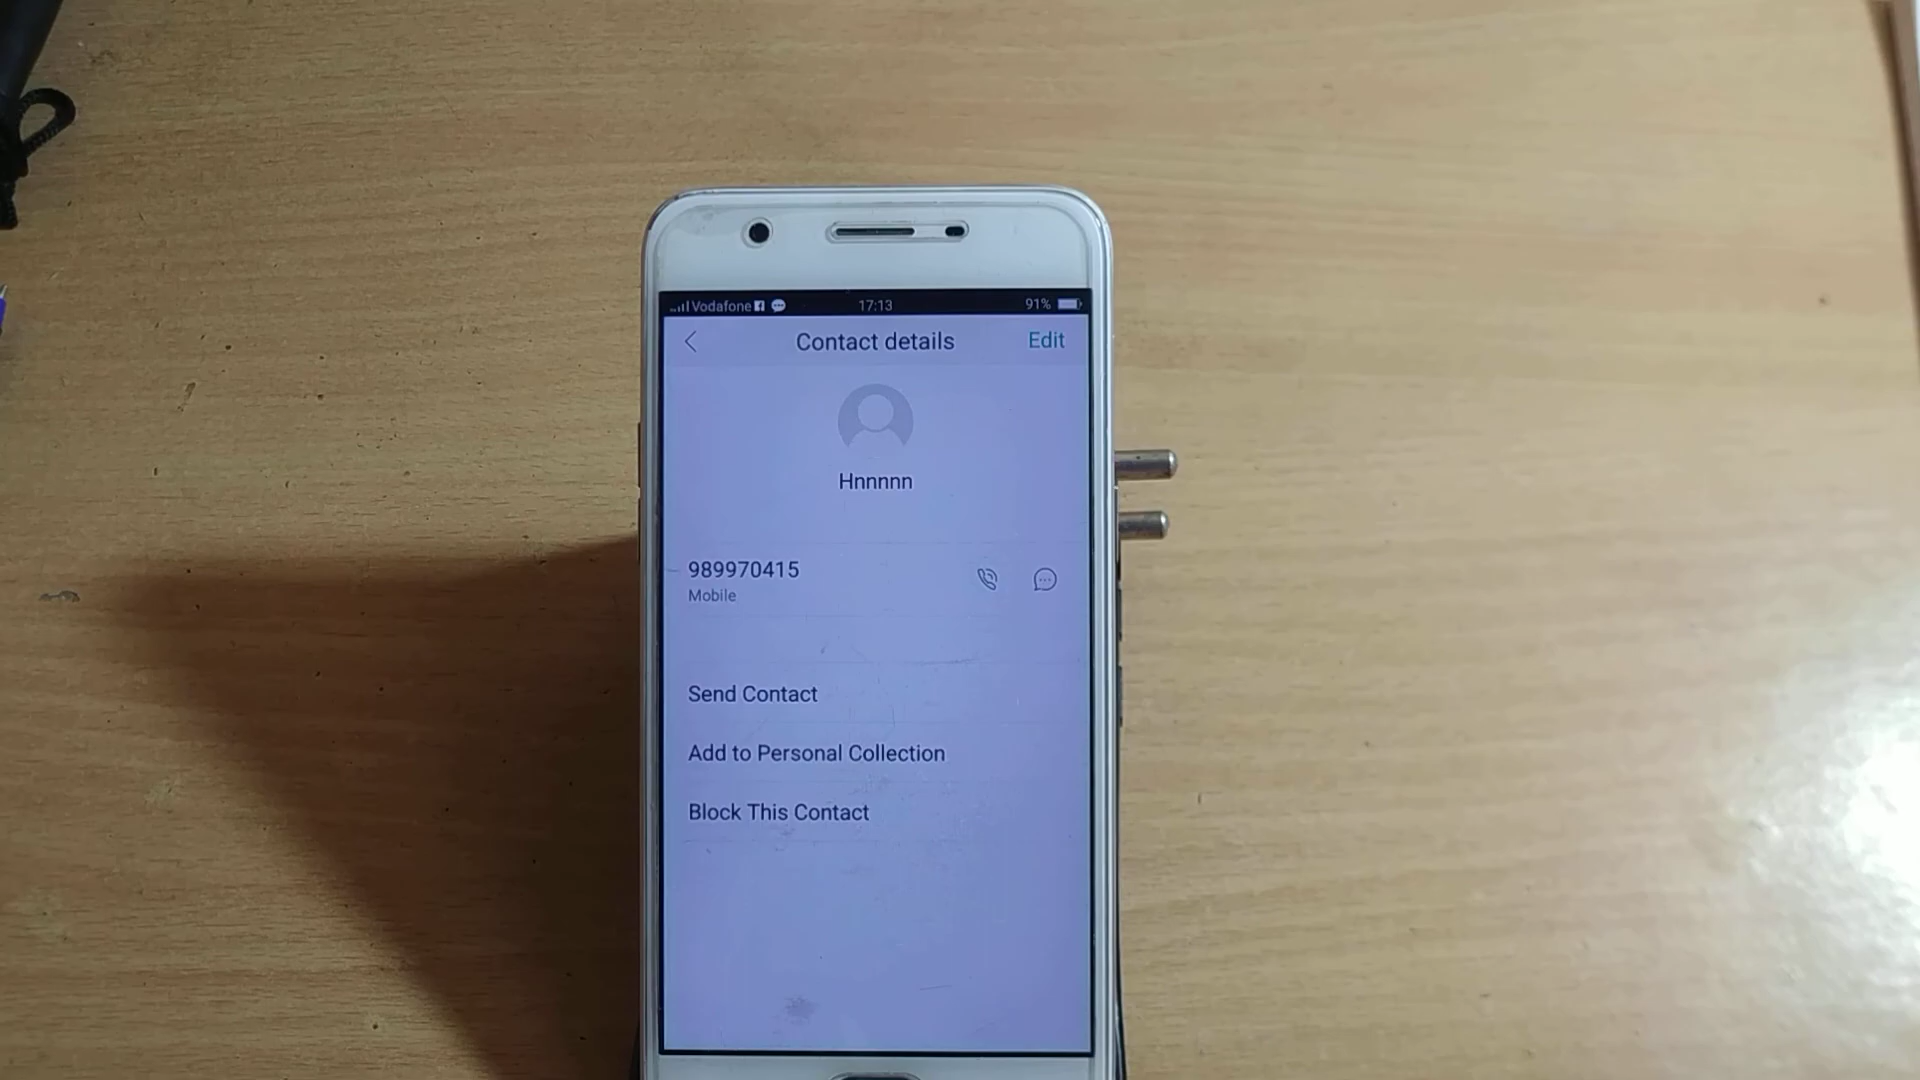 Vodafone 17:13 91%
Contact details Edit
Hnnnnn
989970415
Mobile
Send Contact
Add to Personal Collection
Block This Contact